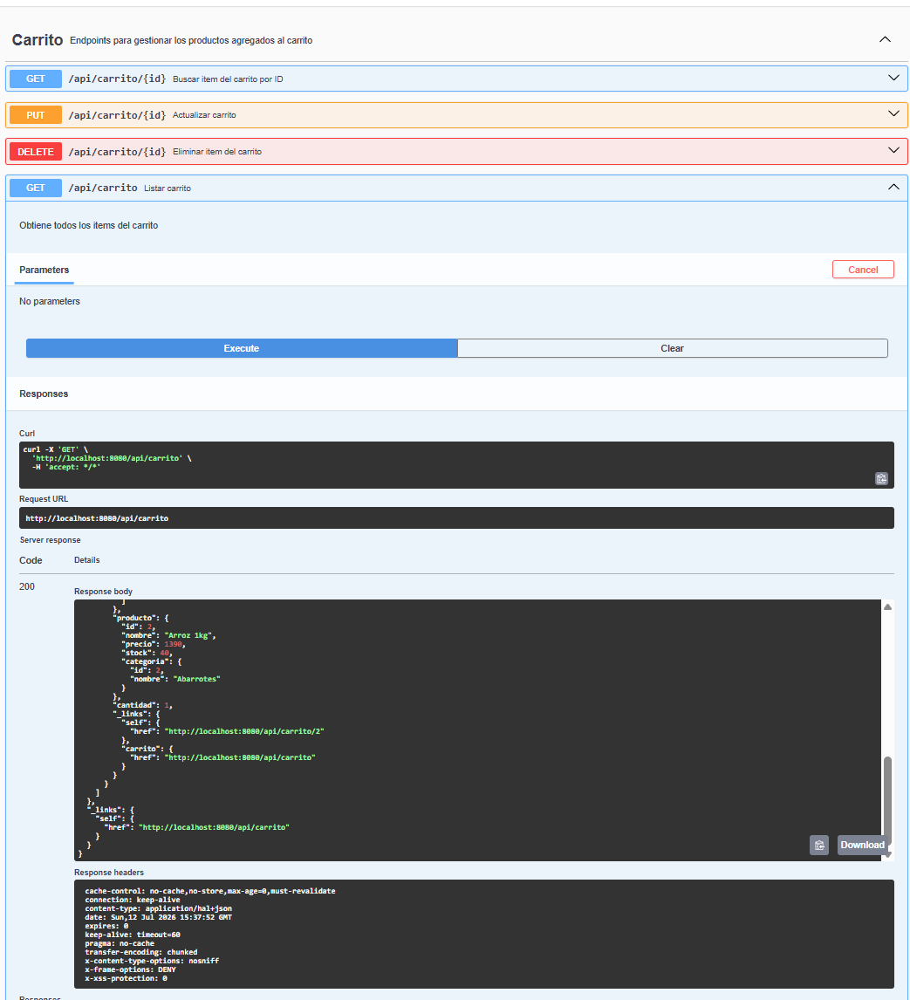 Carrito Endpoints para gestionar los productos agregados al carrito
GET /api/carrito/{id} Buscar item del carrito por ID
PUT /api/carrito/{id} Actualizar carrito
DELETE /api/carrito/{id} Eliminar item del carrito
GET /api/carrito Listar carrito
Obtiene todos los items del carrito
Parameters Cancel
No parameters
Execute Clear
Responses
Curl
curl -X 'GET' \
'http://localhost:8080/api/carrito' \
-H 'accept: */*'
Request URL
http://localhost:8080/api/carrito
Server response
Code Details
200
Response body
]
},
"producto": {
"id": 2,
"nombre": "Arroz 1kg",
"precio": 1390,
"stock": 40,
"categoria": {
"id": 2,
"nombre": "Abarrotes"
}
},
"cantidad": 1,
"_links": {
"self": {
"href": "http://localhost:8080/api/carrito/2"
},
"carrito": {
"href": "http://localhost:8080/api/carrito"
}
}
}
]
},
"_links": {
"self": {
"href": "http://localhost:8080/api/carrito"
}
}
}
Download
Response headers
cache-control: no-cache,no-store,max-age=0,must-revalidate
connection: keep-alive
content-type: application/hal+json
date: Sun,12 Jul 2026 15:37:52 GMT
expires: 0
keep-alive: timeout=60
pragma: no-cache
transfer-encoding: chunked
x-content-type-options: nosniff
x-frame-options: DENY
x-xss-protection: 0
Responses